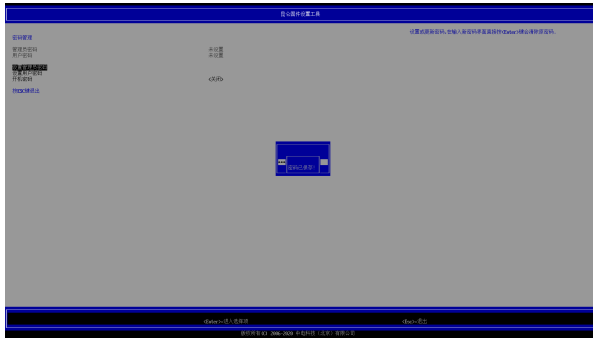 昆仑固件设置工具
密码管理
设置或更新密码,在输入新密码界面直接按<Enter>键会清除原密码。
管理员密码 未设置
用户密码 未设置
设置管理员密码
设置用户密码
开机密码 <关闭>
按ESC键退出
密码已保存!
<Enter>=进入选择项 <Esc>=退出
版权所有(C) 2006-2020 中电科技(北京)有限公司